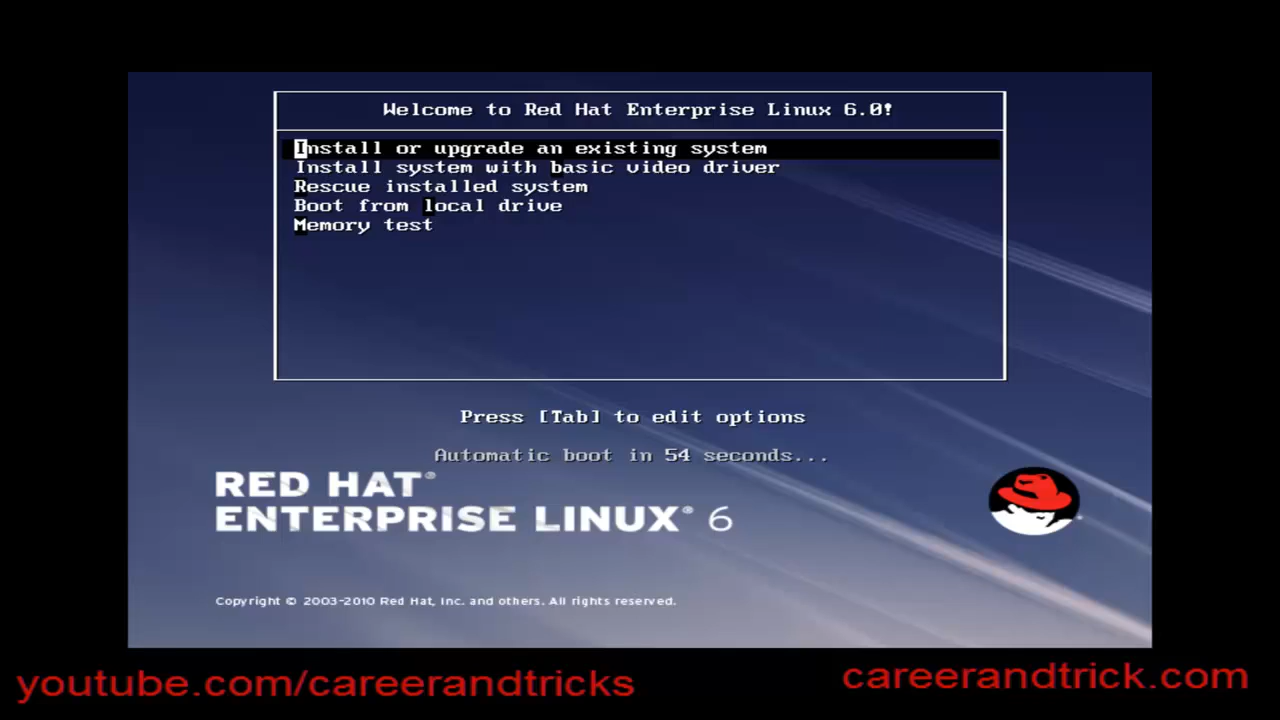 Welcome to Red Hat Enterprise Linux 6.0!
Install or upgrade an existing system
Install system with basic video driver
Rescue installed system
Boot from local drive
Memory test
Press [Tab] to edit options
Automatic boot in 54 seconds...
RED HAT®
ENTERPRISE LINUX® 6
Copyright © 2003-2010 Red Hat, Inc. and others. All rights reserved.
youtube.com/careerandtricks
careerandtrick.com